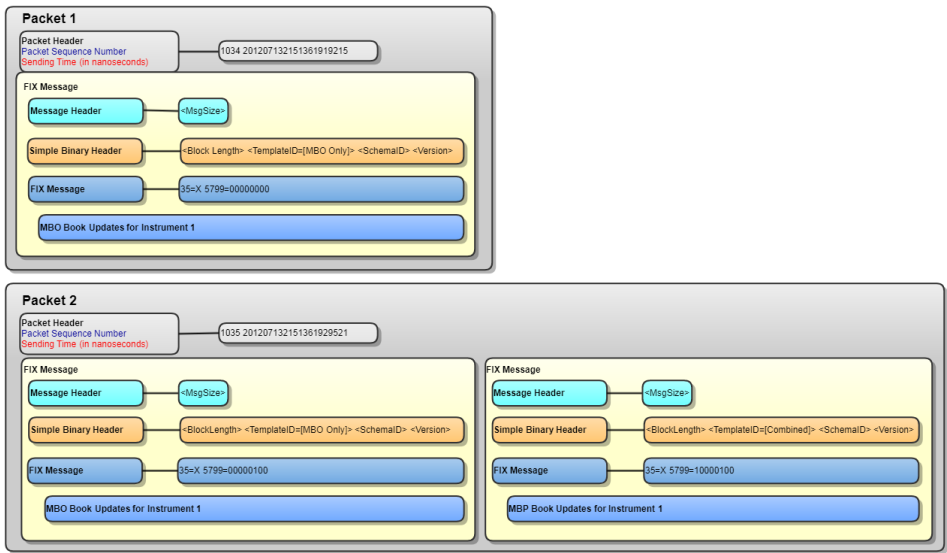 Packet 1
Packet Header
Packet Sequence Number
Sending Time (in nanoseconds)
1034 201207132151361919215
FIX Message
Message Header
<MsgSize>
Simple Binary Header
<Block Length> <TemplateID=[MBO Only]> <SchemaID> <Version>
FIX Message
35=X 5799=00000000
MBO Book Updates for Instrument 1
Packet 2
Packet Header
Packet Sequence Number
Sending Time (in nanoseconds)
1035 201207132151361929521
FIX Message
Message Header
<MsgSize>
Simple Binary Header
<BlockLength> <TemplateID=[MBO Only]> <SchemaID> <Version>
FIX Message
35=X 5799=00000100
MBO Book Updates for Instrument 1
FIX Message
Message Header
<MsgSize>
Simple Binary Header
<BlockLength> <TemplateID=[Combined]> <SchemaID> <Version>
FIX Message
35=X 5799=10000100
MBP Book Updates for Instrument 1